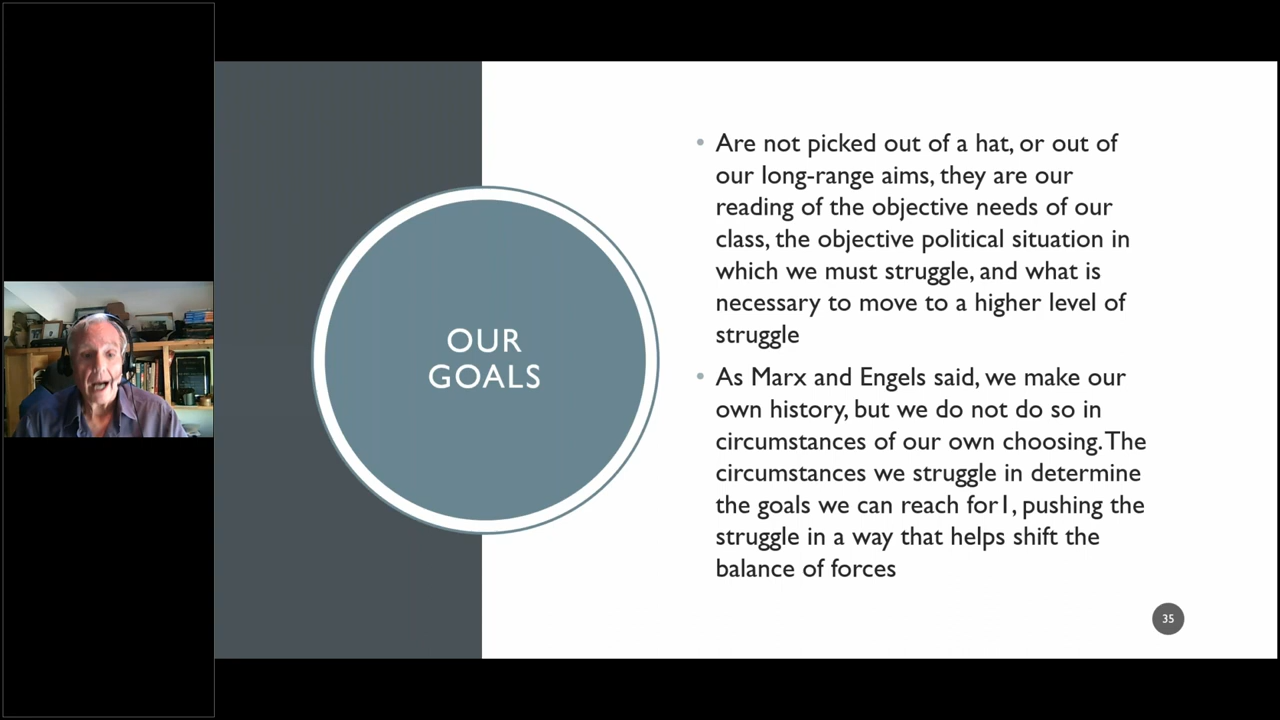 OUR
GOALS
• Are not picked out of a hat, or out of
our long-range aims, they are our
reading of the objective needs of our
class, the objective political situation in
which we must struggle, and what is
necessary to move to a higher level of
struggle
• As Marx and Engels said, we make our
own history, but we do not do so in
circumstances of our own choosing. The
circumstances we struggle in determine
the goals we can reach for1, pushing the
struggle in a way that helps shift the
balance of forces
35